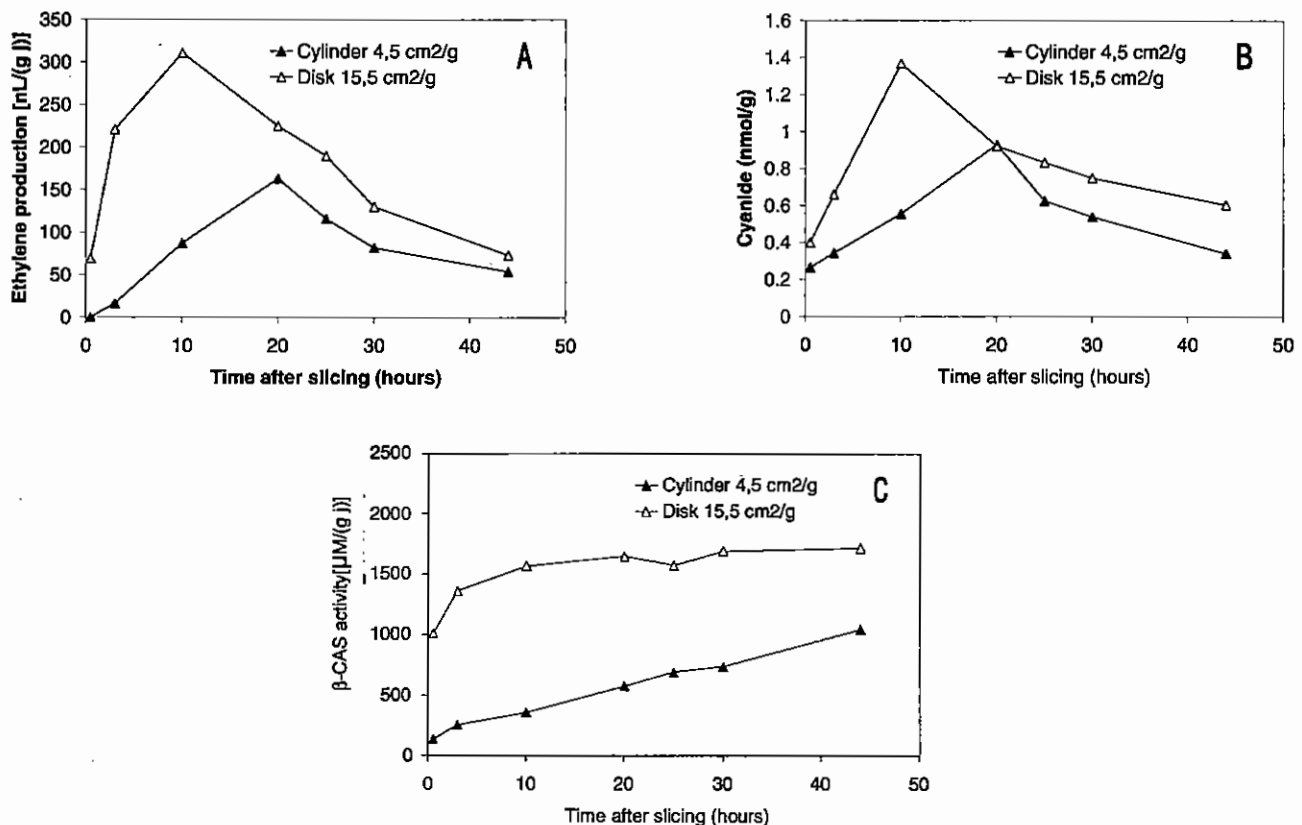 Ethylene production [nL/(g j)]
350
300
250
200
150
100
50
0
0 10 20 30 40 50
Time after slicing (hours)
Cylinder 4,5 cm2/g
Disk 15,5 cm2/g
A
Cyanide (nmol/g)
1.6
1.4
1.2
1
0.8
0.6
0.4
0.2
0
0 10 20 30 40 50
Time after slicing (hours)
Cylinder 4,5 cm2/g
Disk 15,5 cm2/g
B
β-CAS activity[µM/(g j)]
2500
2000
1500
1000
500
0
0 10 20 30 40 50
Time after slicing (hours)
Cylinder 4,5 cm2/g
Disk 15,5 cm2/g
C